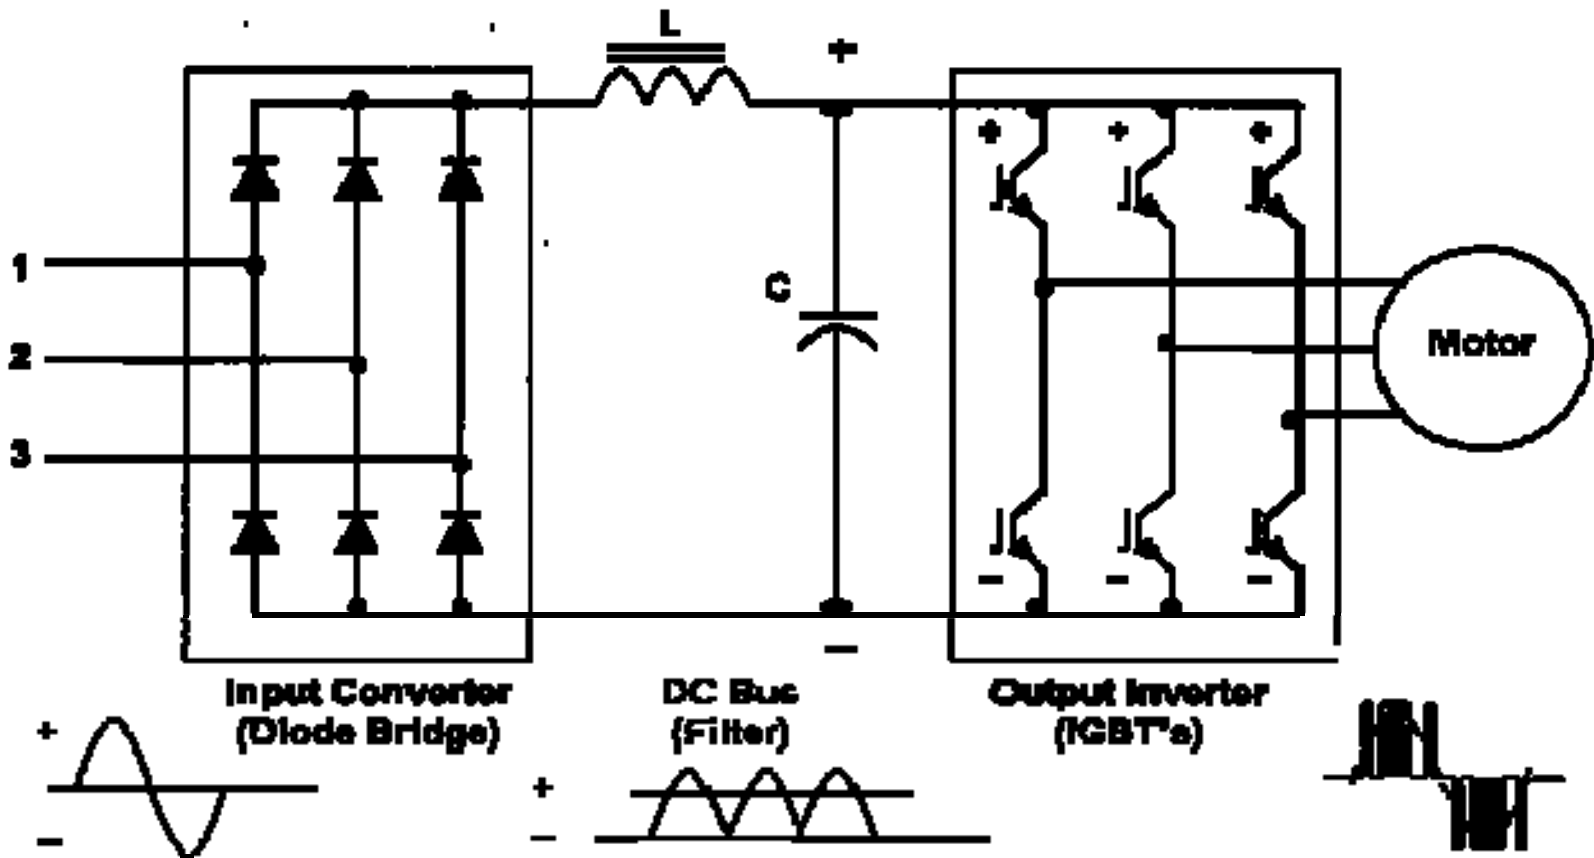 L
+
+ + +
1
C
2
Motor
3
− − −
−
Input Converter
(Diode Bridge)
DC Bus
(Filter)
Output Inverter
(IGBT's)
+
−
+
−